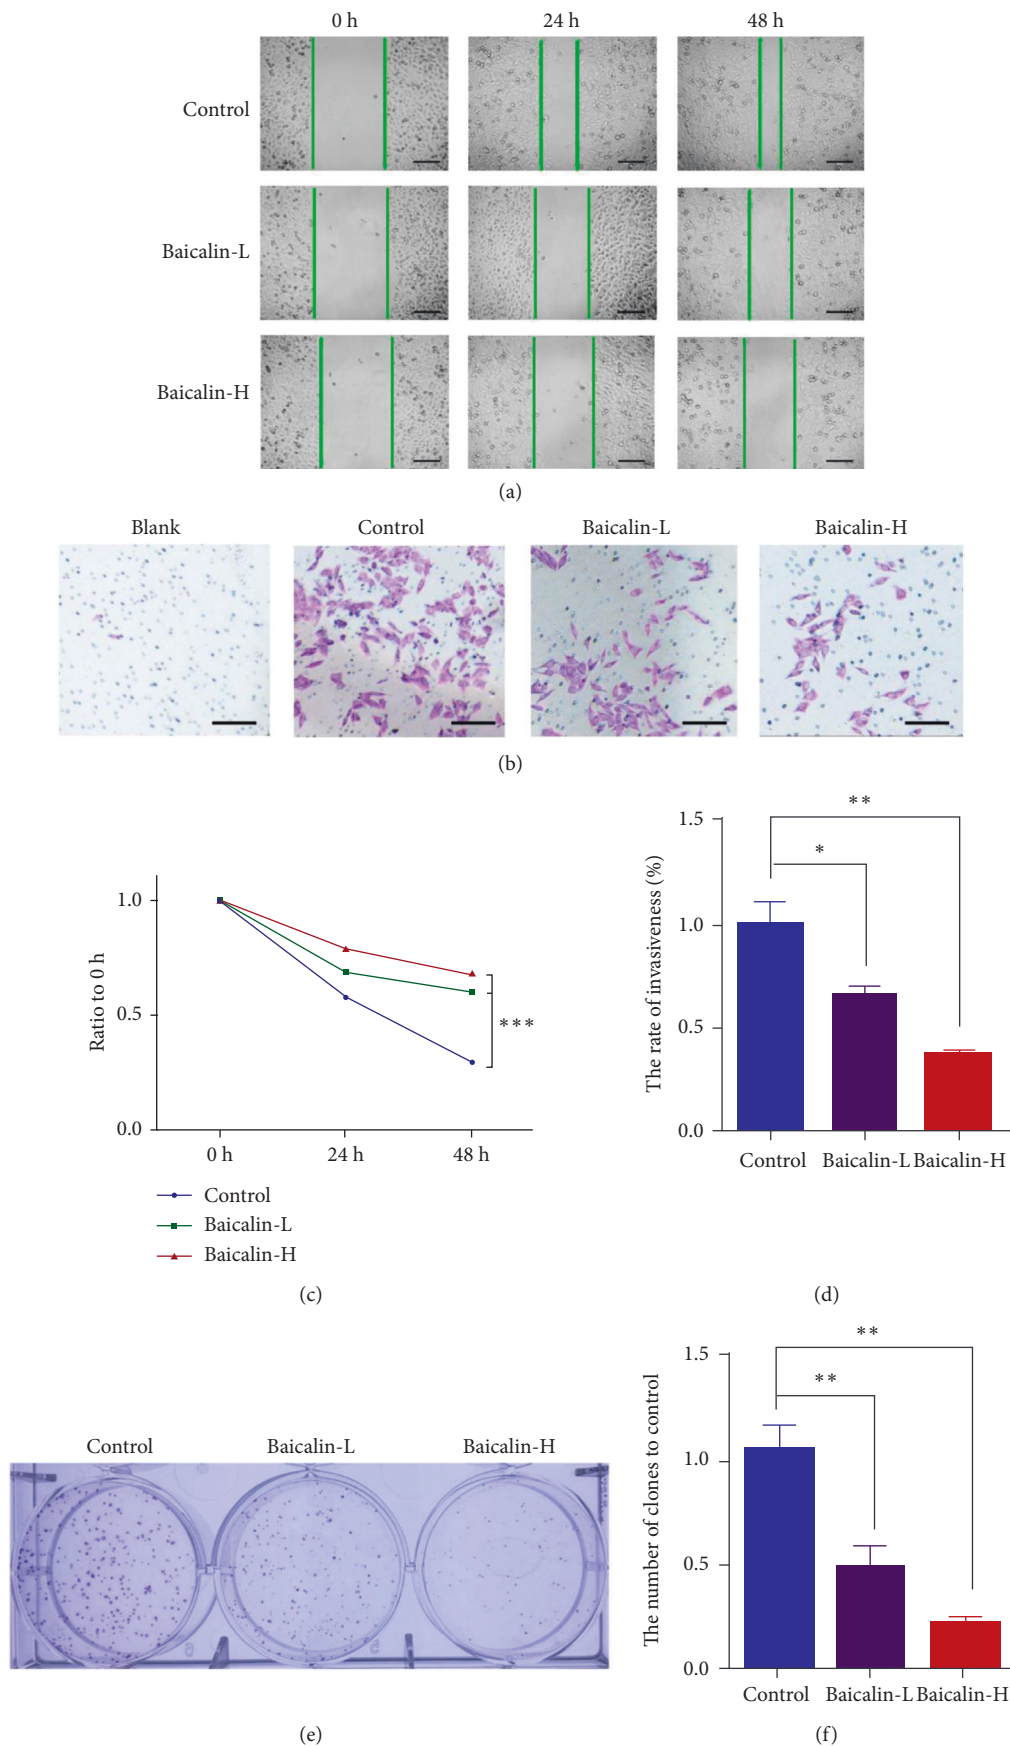 0 h 24 h 48 h
Control
Baicalin-L
Baicalin-H
(a)
Blank Control Baicalin-L Baicalin-H
(b)
Ratio to 0 h
1.0
0.5
0.0
0 h 24 h 48 h
***
Control
Baicalin-L
Baicalin-H
(c)
The rate of invasiveness (%)
1.5
1.0
0.5
0.0
**
*
Control Baicalin-L Baicalin-H
(d)
Control Baicalin-L Baicalin-H
(e)
The number of clones to control
1.5
1.0
0.5
0.0
**
**
Control Baicalin-L Baicalin-H
(f)